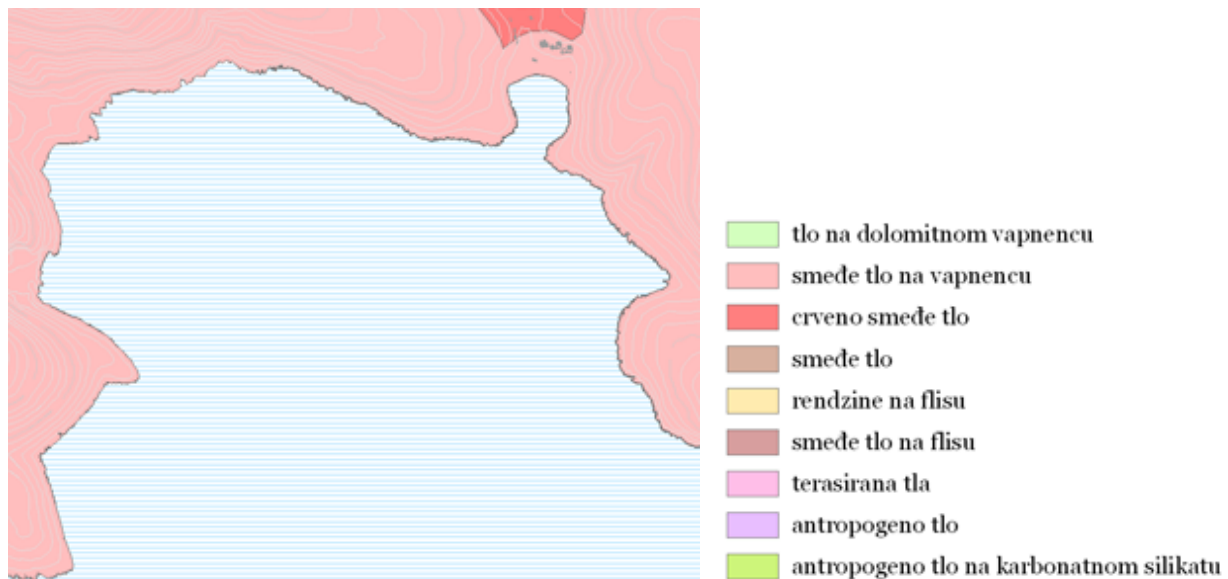 tlo na dolomitnom vapnencu
smeđe tlo na vapnencu
crveno smeđe tlo
smeđe tlo
rendzine na flisu
smeđe tlo na flisu
terasirana tla
antropogeno tlo
antropogeno tlo na karbonatnom silikatu